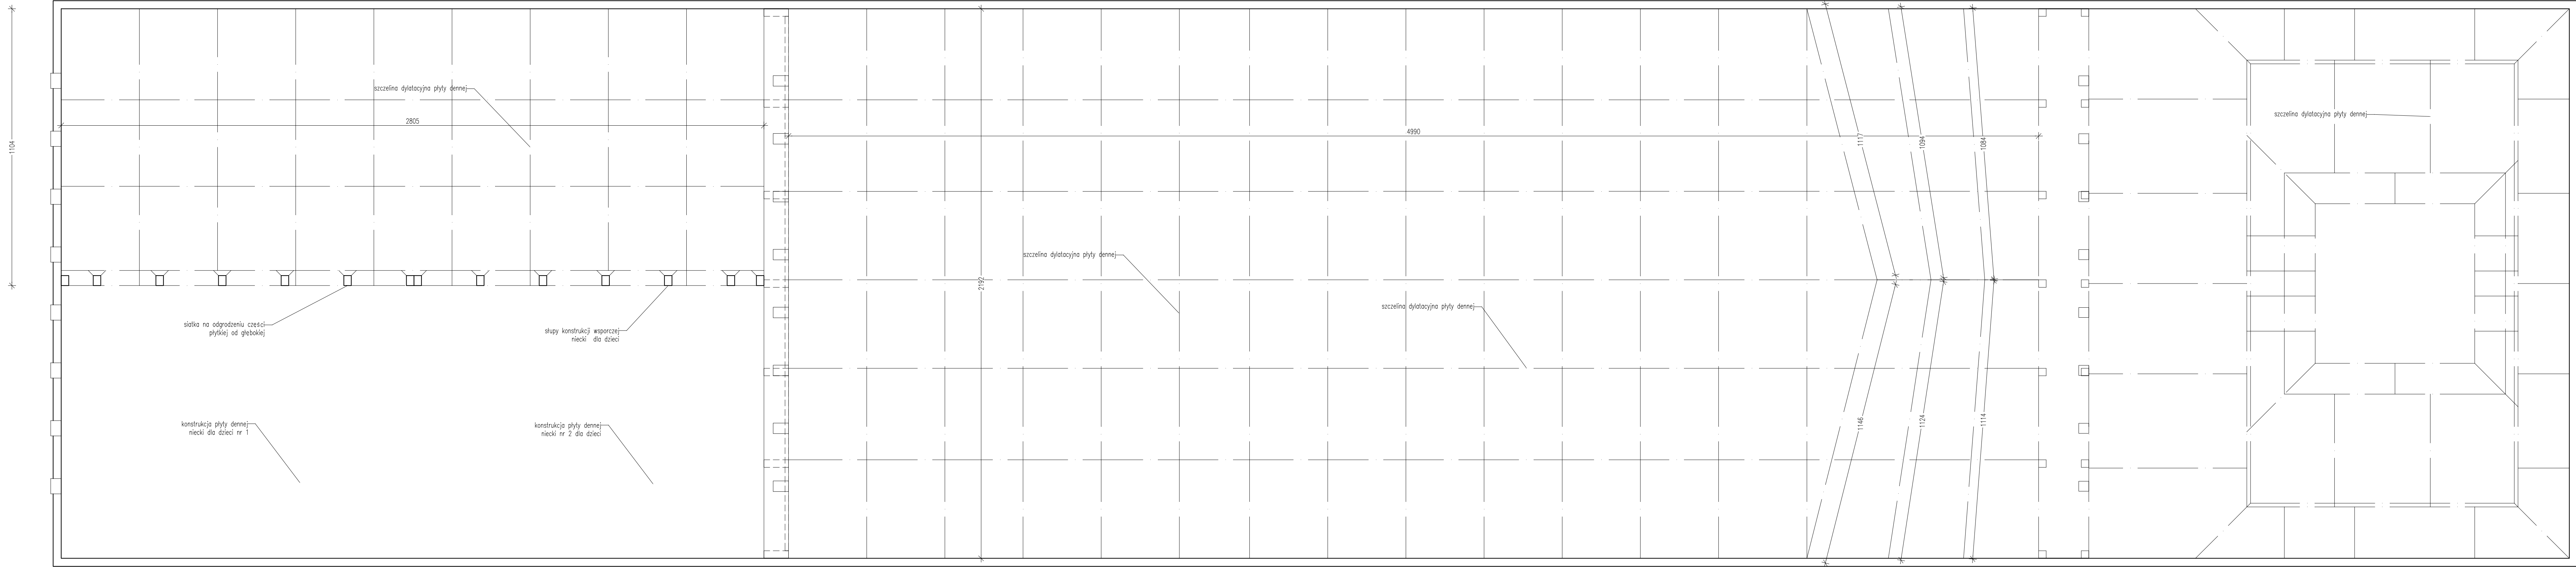 szczelina dylatacyjna płyty dennej
2805
1104
siatka na odgrodzeniu części
płytkiej od głębokiej
słupy konstrukcji wsporczej
niecki dla dzieci
konstrukcja płyty dennej
niecki dla dzieci nr 1
konstrukcja płyty dennej
niecki nr 2 dla dzieci
2192
4990
szczelina dylatacyjna płyty dennej
szczelina dylatacyjna płyty dennej
1117
1094
1084
1146
1124
1114
szczelina dylatacyjna płyty dennej